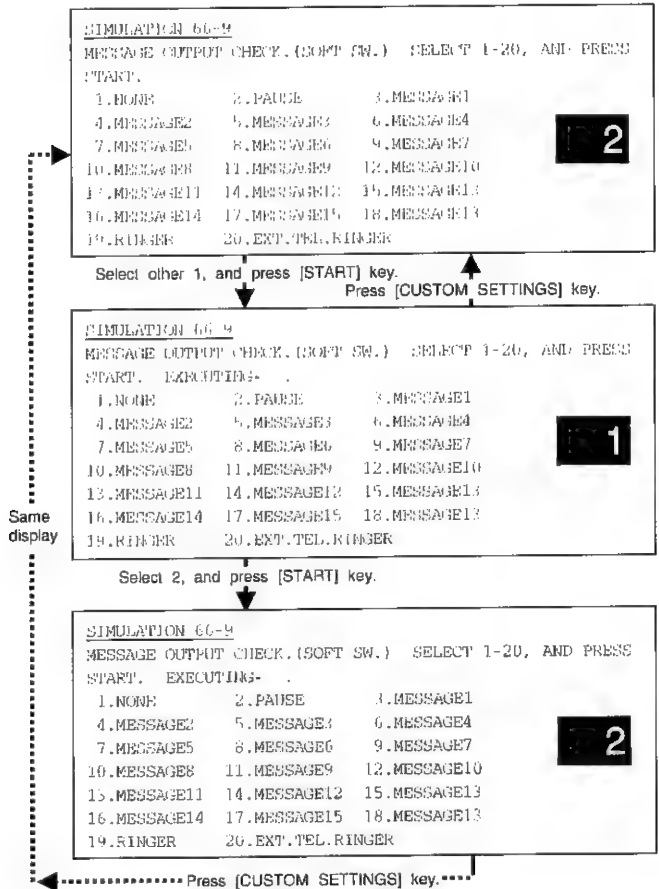 SIMULATION 66-9
MESSAGE OUTPUT CHECK.(SOFT SW.) SELECT 1-20, AND PRESS
START.
1.NONE 2.PAUSE 3.MESSAGE1
4.MESSAGE2 5.MESSAGE3 6.MESSAGE4
7.MESSAGE5 8.MESSAGE6 9.MESSAGE7
10.MESSAGE8 11.MESSAGE9 12.MESSAGE10
13.MESSAGE11 14.MESSAGE12 15.MESSAGE13
16.MESSAGE14 17.MESSAGE15 18.MESSAGE13
19.RINGER 20.EXT.TEL.RINGER
2
Select other 1, and press [START] key.
Press [CUSTOM SETTINGS] key.
SIMULATION 66-9
MESSAGE OUTPUT CHECK.(SOFT SW.) SELECT 1-20, AND PRESS
START. EXECUTING- .
1.NONE 2.PAUSE 3.MESSAGE1
4.MESSAGE2 5.MESSAGE3 6.MESSAGE4
7.MESSAGE5 8.MESSAGE6 9.MESSAGE7
10.MESSAGE8 11.MESSAGE9 12.MESSAGE10
13.MESSAGE11 14.MESSAGE12 15.MESSAGE13
16.MESSAGE14 17.MESSAGE15 18.MESSAGE13
19.RINGER 20.EXT.TEL.RINGER
1
Same
display
Select 2, and press [START] key.
SIMULATION 66-9
MESSAGE OUTPUT CHECK.(SOFT SW.) SELECT 1-20, AND PRESS
START. EXECUTING- .
1.NONE 2.PAUSE 3.MESSAGE1
4.MESSAGE2 5.MESSAGE3 6.MESSAGE4
7.MESSAGE5 8.MESSAGE6 9.MESSAGE7
10.MESSAGE8 11.MESSAGE9 12.MESSAGE10
13.MESSAGE11 14.MESSAGE12 15.MESSAGE13
16.MESSAGE14 17.MESSAGE15 18.MESSAGE13
19.RINGER 20.EXT.TEL.RINGER
2
Press [CUSTOM SETTINGS] key.